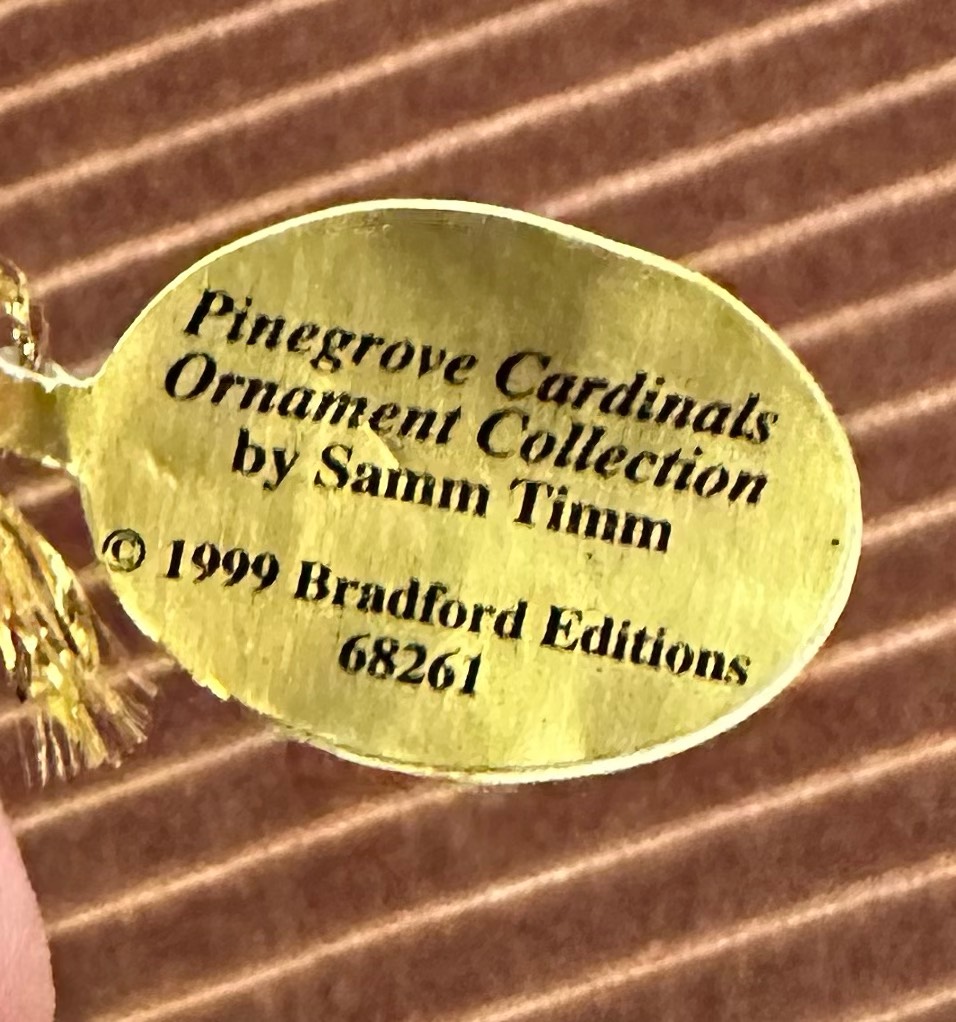 Pinegrove Cardinals
Ornament Collection
by Samm Timm
© 1999 Bradford Editions
68261